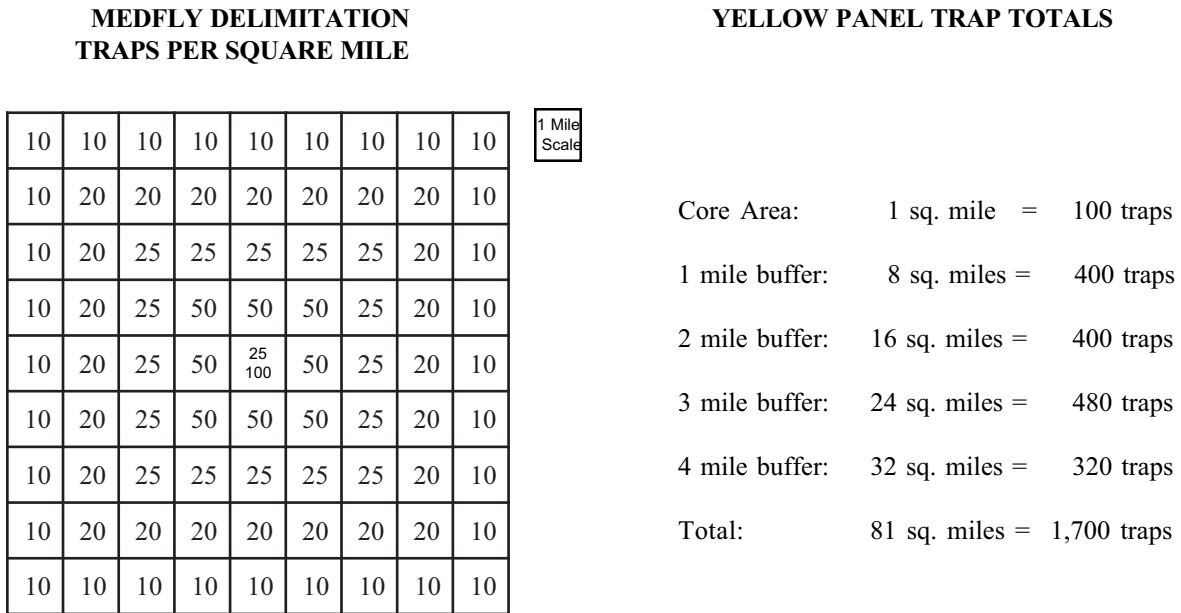 MEDFLY DELIMITATION
TRAPS PER SQUARE MILE
10 10 10 10 10 10 10 10 10
10 20 20 20 20 20 20 20 10
10 20 25 25 25 25 25 20 10
10 20 25 50 50 50 25 20 10
10 20 25 50 25 100 50 25 20 10
10 20 25 50 50 50 25 20 10
10 20 25 25 25 25 25 20 10
10 20 20 20 20 20 20 20 10
10 10 10 10 10 10 10 10 10
1 Mile
Scale
YELLOW PANEL TRAP TOTALS
Core Area: 1 sq. mile = 100 traps
1 mile buffer: 8 sq. miles = 400 traps
2 mile buffer: 16 sq. miles = 400 traps
3 mile buffer: 24 sq. miles = 480 traps
4 mile buffer: 32 sq. miles = 320 traps
Total: 81 sq. miles = 1,700 traps